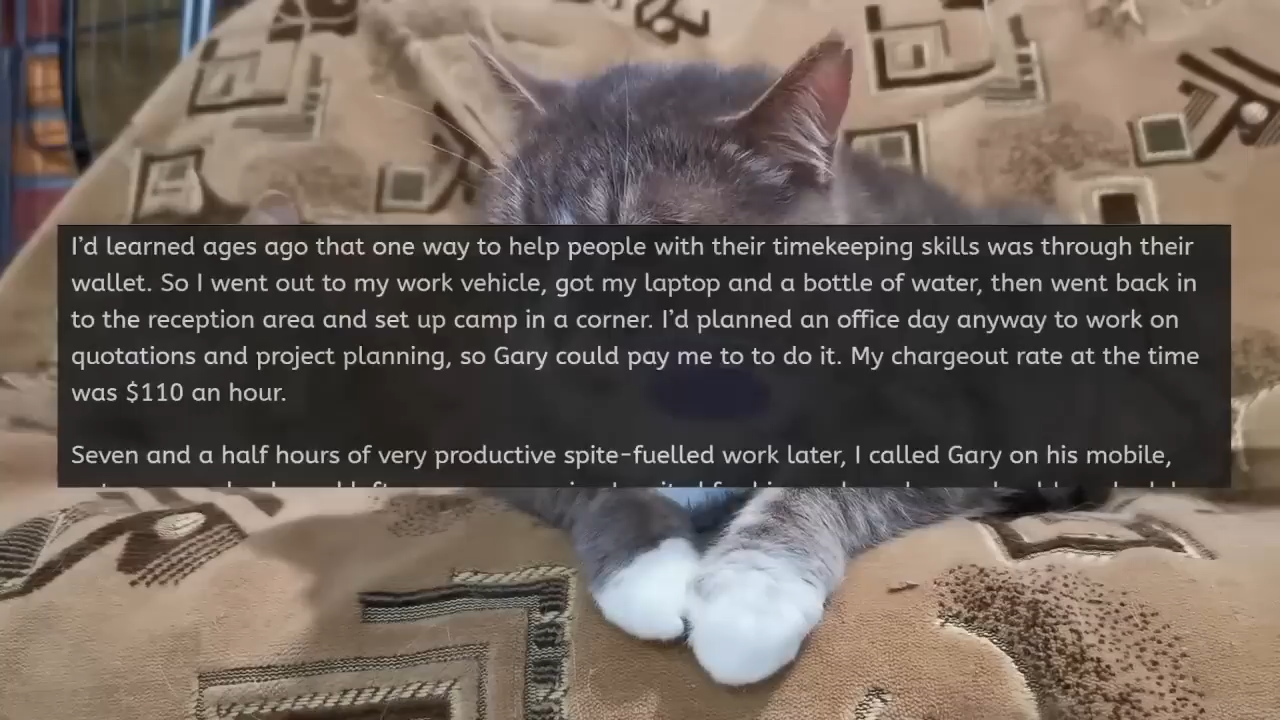 I’d learned ages ago that one way to help people with their timekeeping skills was through their
wallet. So I went out to my work vehicle, got my laptop and a bottle of water, then went back in
to the reception area and set up camp in a corner. I’d planned an office day anyway to work on
quotations and project planning, so Gary could pay me to to do it. My chargeout rate at the time
was $110 an hour.
Seven and a half hours of very productive spite-fuelled work later, I called Gary on his mobile,